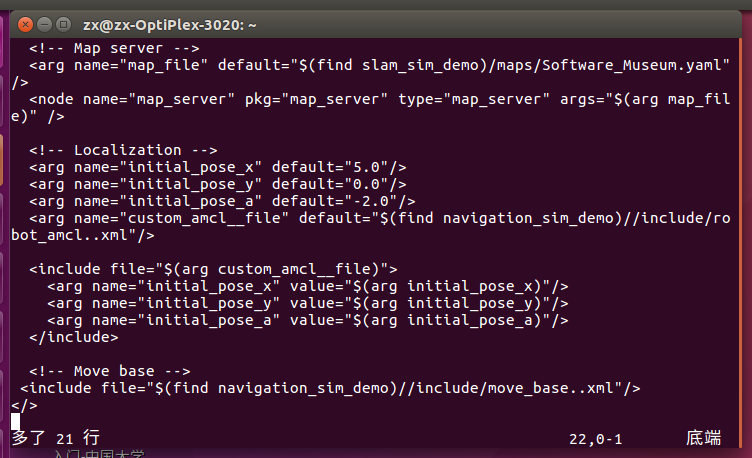 zx@zx-OptiPlex-3020: ~
<!-- Map server -->
<arg name="map_file" default="$(find slam_sim_demo)/maps/Software_Museum.yaml"
/>
<node name="map_server" pkg="map_server" type="map_server" args="$(arg map_fil
e)" />
<!-- Localization -->
<arg name="initial_pose_x" default="5.0"/>
<arg name="initial_pose_y" default="0.0"/>
<arg name="initial_pose_a" default="-2.0"/>
<arg name="custom_amcl__file" default="$(find navigation_sim_demo)//include/ro
bot_amcl..xml"/>
<include file="$(arg custom_amcl__file)">
<arg name="initial_pose_x" value="$(arg initial_pose_x)"/>
<arg name="initial_pose_y" value="$(arg initial_pose_y)"/>
<arg name="initial_pose_a" value="$(arg initial_pose_a)"/>
</include>
<!-- Move base -->
<include file="$(find navigation_sim_demo)//include/move_base..xml"/>
</>
多了 21 行 22,0-1 底端
入门-中国大学